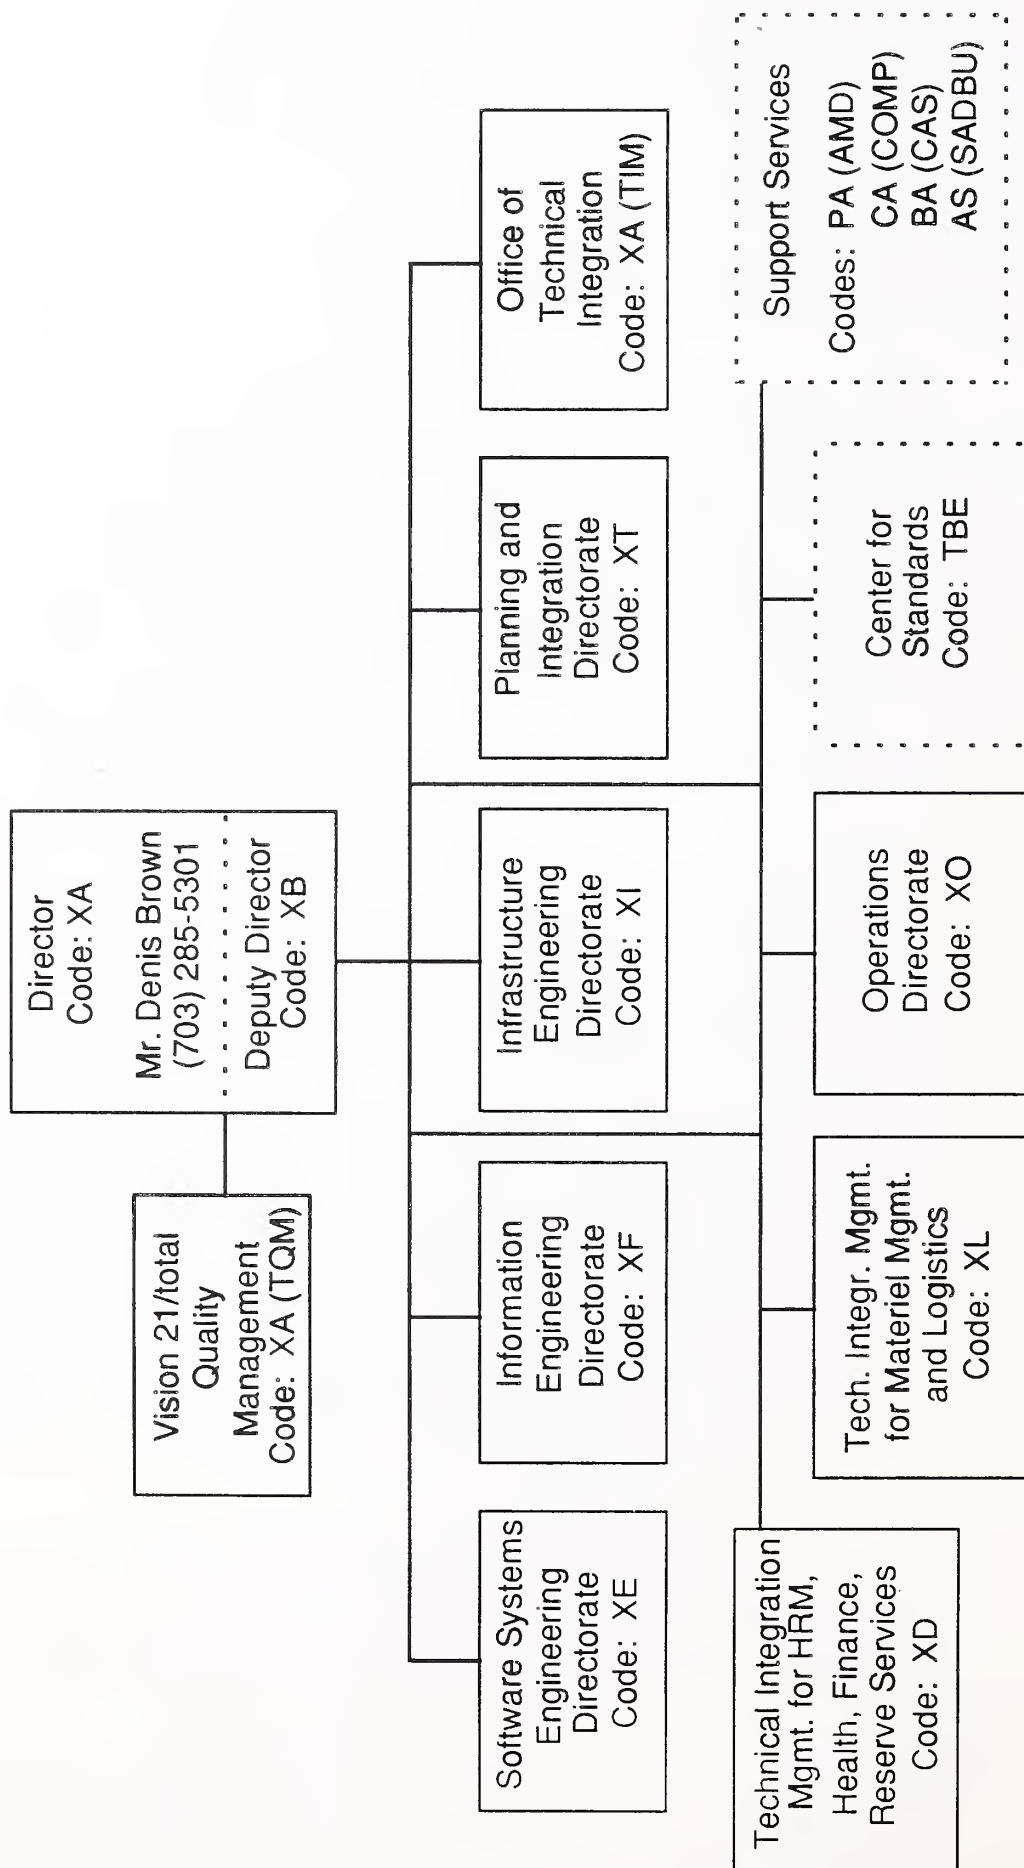 Director
Code: XA
Mr. Denis Brown
(703) 285-5301
Deputy Director
Code: XB
Vision 21/total
Quality
Management
Code: XA (TQM)
Software Systems
Engineering
Directorate
Code: XE
Information
Engineering
Directorate
Code: XF
Infrastructure
Engineering
Directorate
Code: XI
Planning and
Integration
Directorate
Code: XT
Office of
Technical
Integration
Code: XA (TIM)
Technical Integration
Mgmt. for HRM,
Health, Finance,
Reserve Services
Code: XD
Tech. Integr. Mgmt.
for Materiel Mgmt.
and Logistics
Code: XL
Operations
Directorate
Code: XO
Center for
Standards
Code: TBE
Support Services
Codes: PA (AMD)
CA (COMP)
BA (CAS)
AS (SADBU)